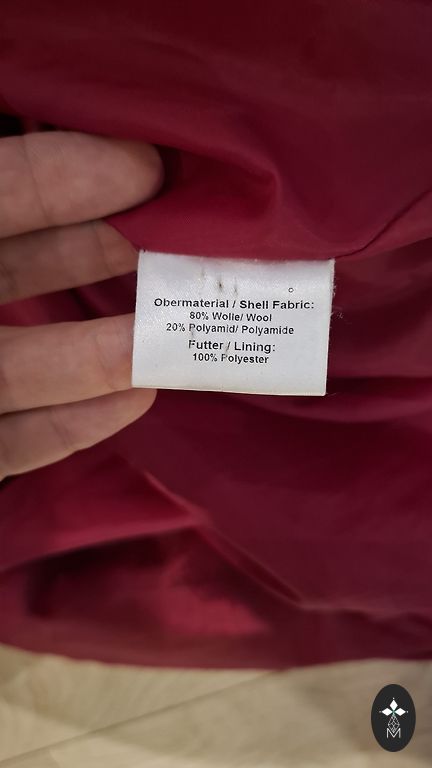 Obermaterial / Shell Fabric:
80% Wolle/ Wool
20% Polyamid/ Polyamide
Futter / Lining:
100% Polyester
M